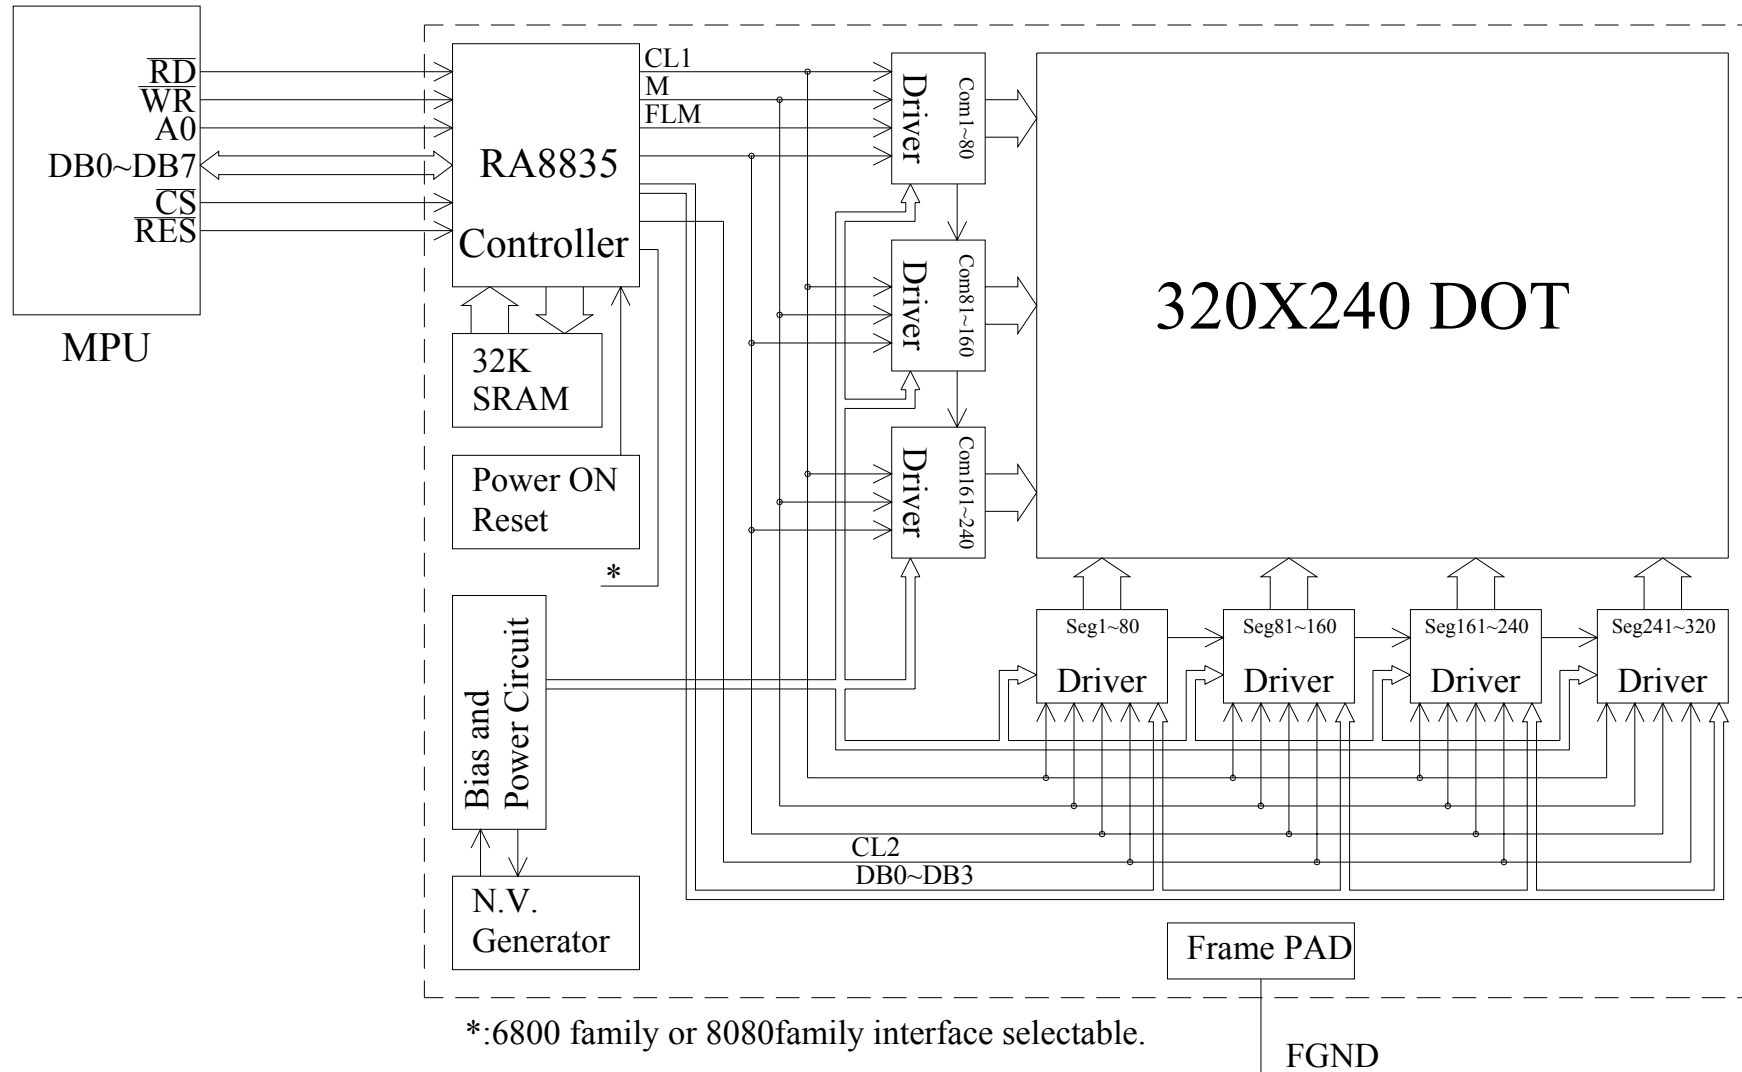 RD
WR
A0
DB0~DB7
CS
RES
MPU
RA8835
Controller
32K
SRAM
Power ON
Reset
*
Bias and
Power Circuit
N.V.
Generator
CL1
M
FLM
Driver
Com1~80
Driver
Com81~160
Driver
Com161~240
320X240 DOT
Seg1~80
Driver
Seg81~160
Driver
Seg161~240
Driver
Seg241~320
Driver
CL2
DB0~DB3
Frame PAD
FGND
*:6800 family or 8080family interface selectable.